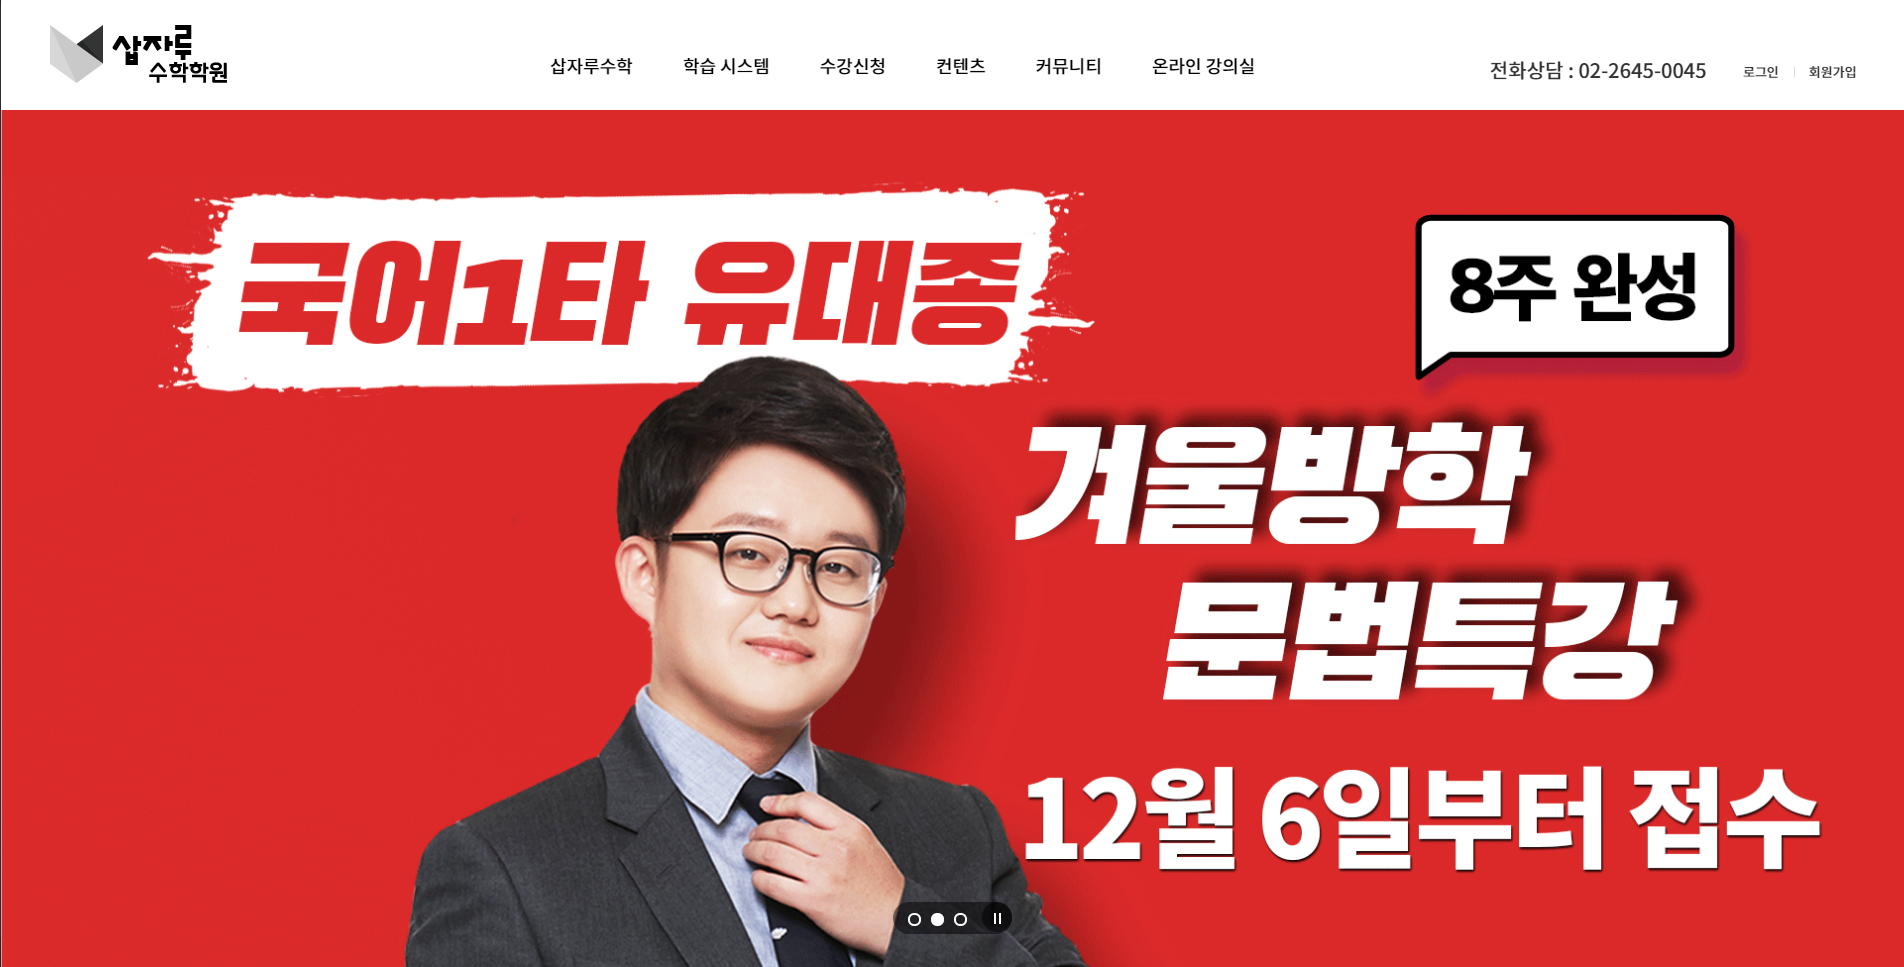 삽자루
수학학원
삽자루수학 학습 시스템 수강신청 컨텐츠 커뮤니티 온라인 강의실
전화상담 : 02-2645-0045 로그인 회원가입
국어1타 유대종
8주 완성
겨울방학
문법특강
12월 6일부터 접수